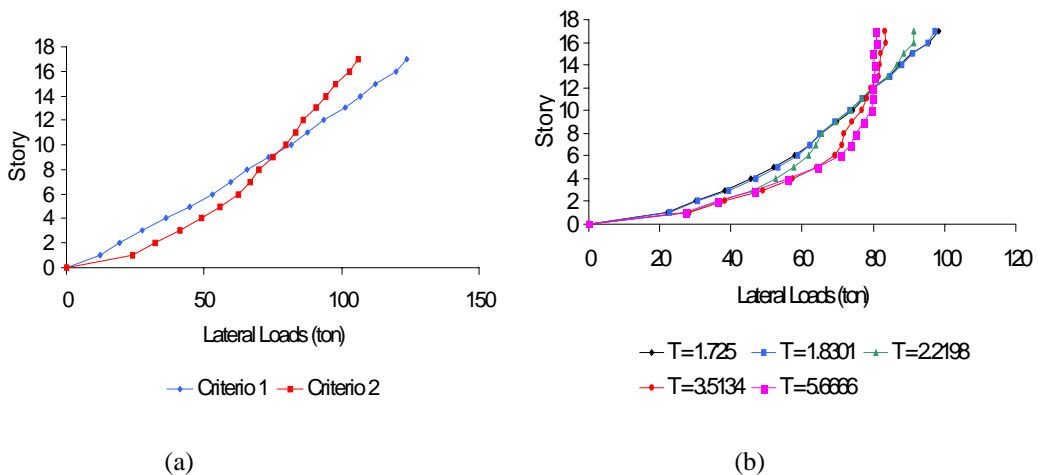 18
16
14
12
10
8
6
4
2
0
Story
0 50 100 150
Lateral Loads (ton)
Criterio 1 Criterio 2
(a)
18
16
14
12
10
8
6
4
2
0
Story
0 20 40 60 80 100 120
Lateral Loads (ton)
T=1.725 T=1.8301 T=2.2198
T=3.5134 T=5.6666
(b)